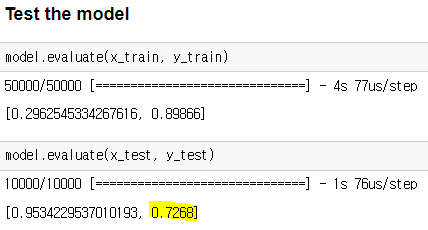 Test the model
model.evaluate(x_train, y_train)
50000/50000 [==============================] - 4s 77us/step
[0.2962545334267616, 0.89866]
model.evaluate(x_test, y_test)
10000/10000 [==============================] - 1s 76us/step
[0.9534229537010193, 0.7268]